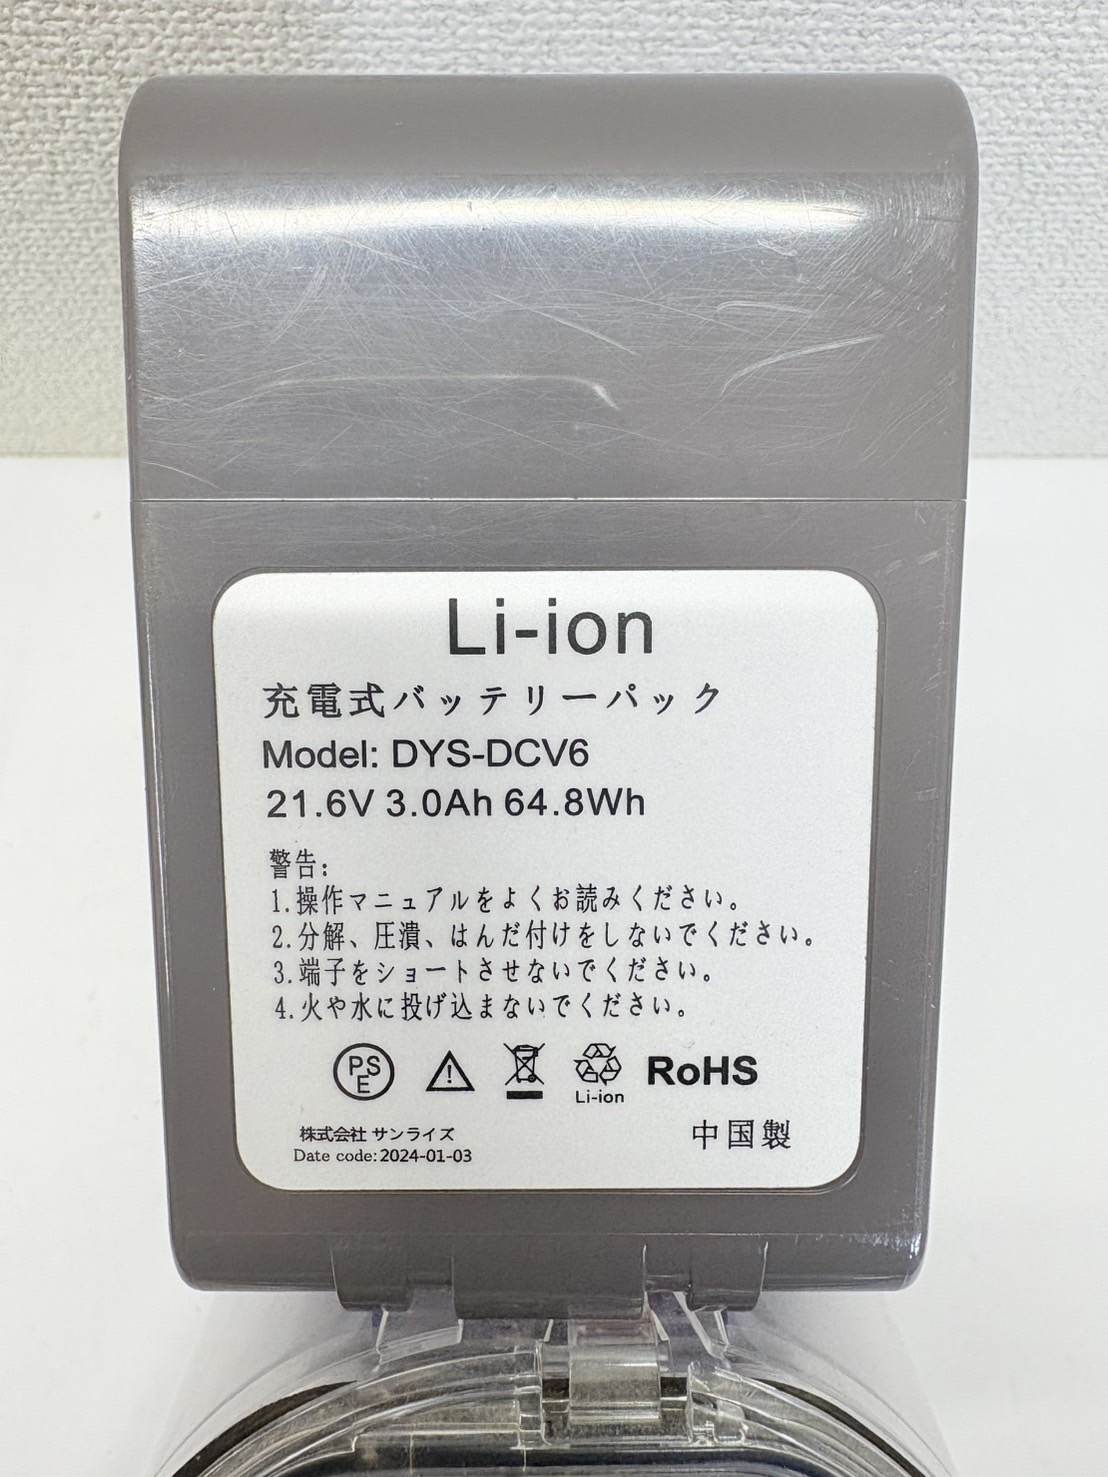 Li-ion
充電式バッテリーパック
Model: DYS-DCV6
21.6V 3.0Ah 64.8Wh
警告:
1.操作マニュアルをよくお読みください。
2.分解、圧潰、はんだ付けをしないでください。
3.端子をショートさせないでください。
4.火や水に投げ込まないでください。
PSE
Li-ion
RoHS
株式会社 サンライズ
中国製
Date code:2024-01-03